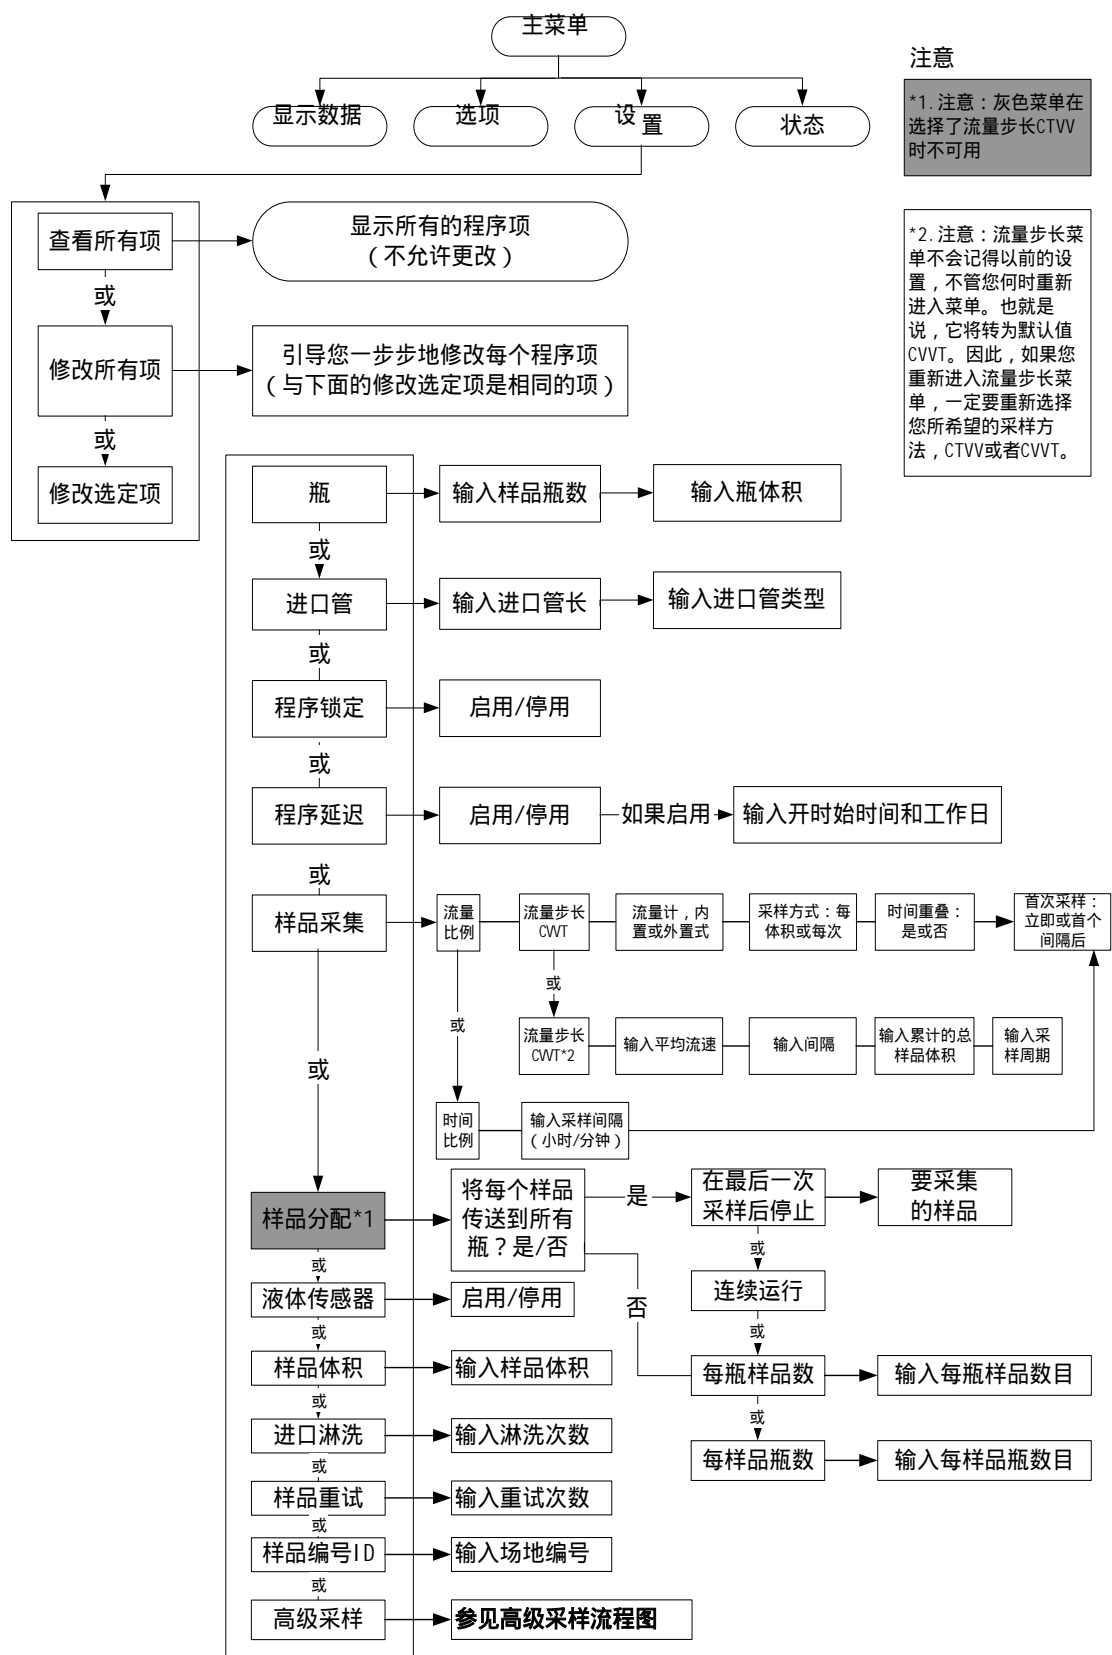 主菜单
显示数据
选项
设置
状态
注意
*1.注意：灰色菜单在
选择了流量步长CTVV
时不可用
*2.注意：流量步长菜
单不会记得以前的设
置，不管您何时重新
进入菜单。也就是
说，它将转为默认值
CVVT。因此，如果您
重新进入流量步长菜
单，一定要重新选择
您所希望的采样方
法，CTVV或者CVVT。
查看所有项
显示所有的程序项
（不允许更改）
或
修改所有项
引导您一步步地修改每个程序项
（与下面的修改选定项是相同的项）
或
修改选定项
瓶
输入样品瓶数
输入瓶体积
或
进口管
输入进口管长
输入进口管类型
或
程序锁定
启用/停用
或
程序延迟
启用/停用
如果启用
输入开时始时间和工作日
或
样品采集
流量
比例
流量步长
CVVT
流量计，内
置或外置式
采样方式：每
体积或每次
时间重叠：
是或否
首次采样：
立即或首个
间隔后
或
或
流量步长
CVVT*2
输入平均流速
输入间隔
输入累计的总
样品体积
输入采
样周期
或
时间
比例
输入采样间隔
（小时/分钟）
样品分配*1
将每个样品
传送到所有
瓶？是/否
是
在最后一次
采样后停止
要采集
的样品
或
连续运行
否
或
每瓶样品数
输入每瓶样品数目
或
每样品瓶数
输入每样品瓶数目
或
液体传感器
启用/停用
或
样品体积
输入样品体积
或
进口淋洗
输入淋洗次数
或
样品重试
输入重试次数
或
样品编号ID
输入场地编号
或
高级采样
参见高级采样流程图